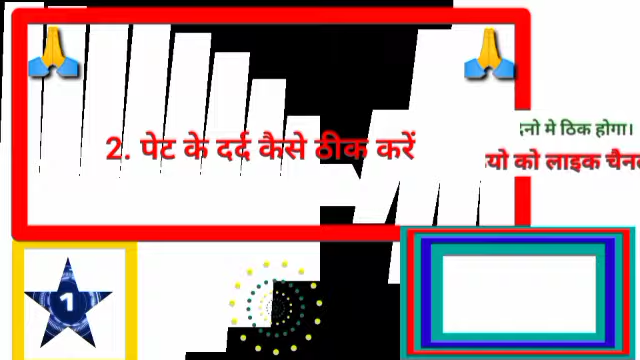 2. पेट के दर्द कैसे ठीक करें
मे ठिक होगा।
को लाइक
1